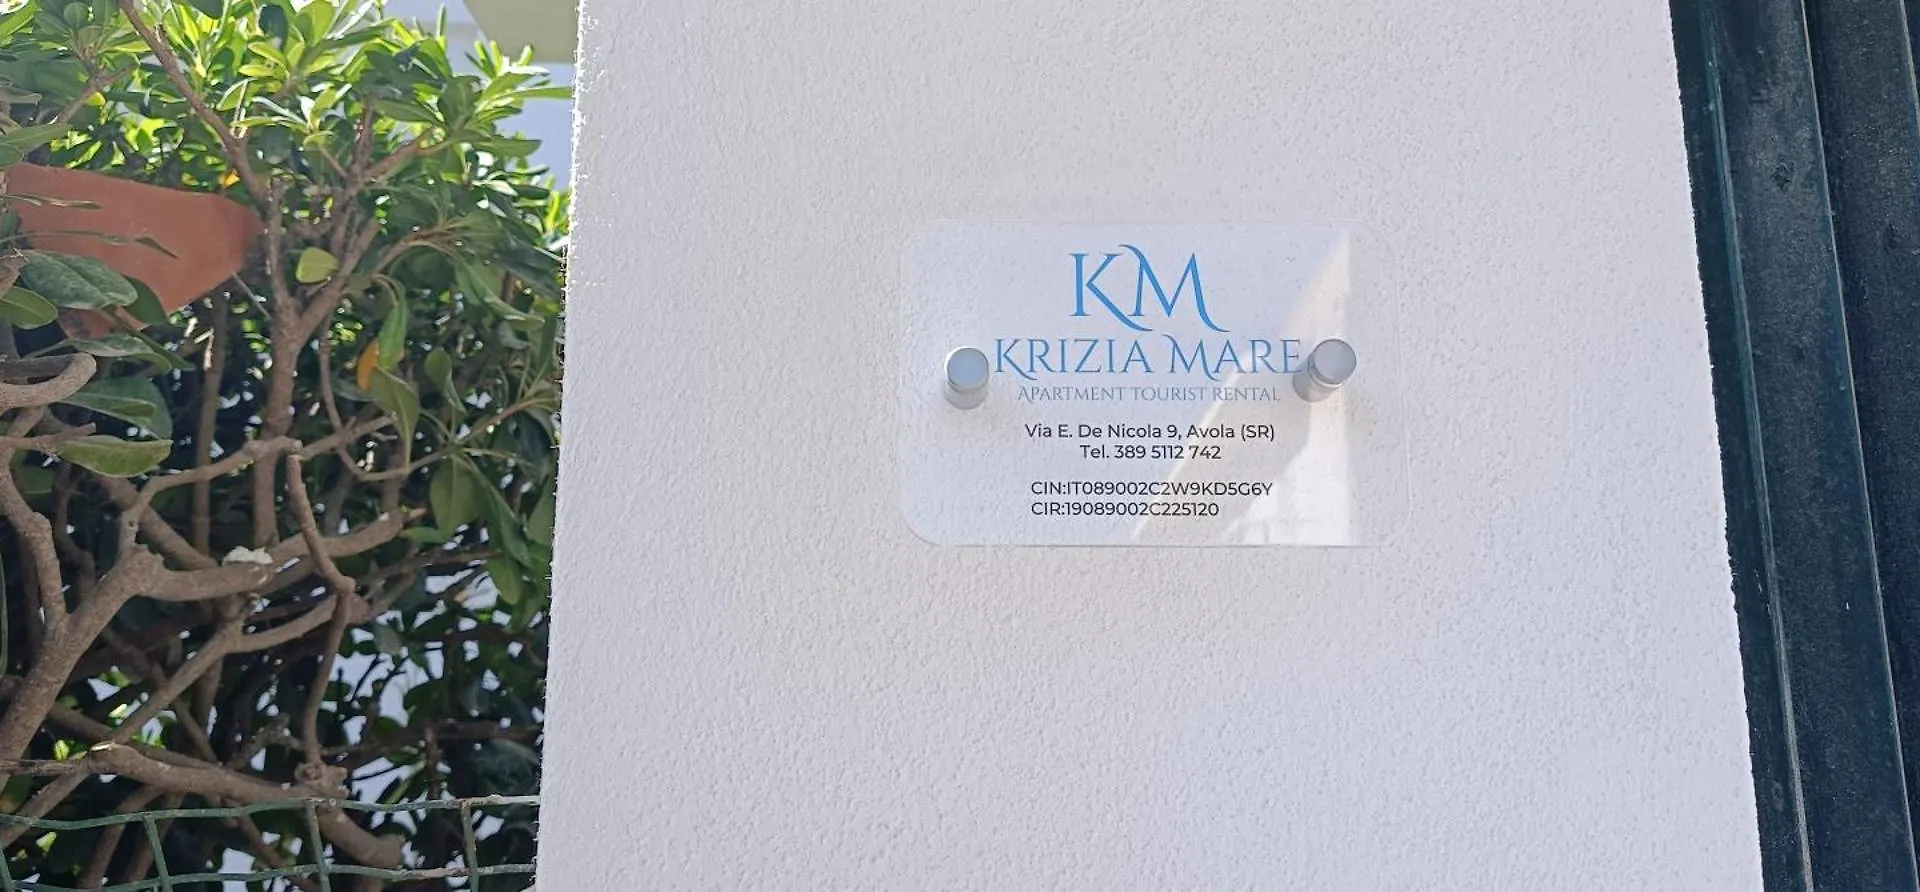 KM
KRIZIA MARE
APARTMENT TOURIST RENTAL
Via E. De Nicola 9, Avola (SR)
Tel. 389 5112 742
CIN:IT089002C2W9KD5G6Y
CIR:19089002C225120